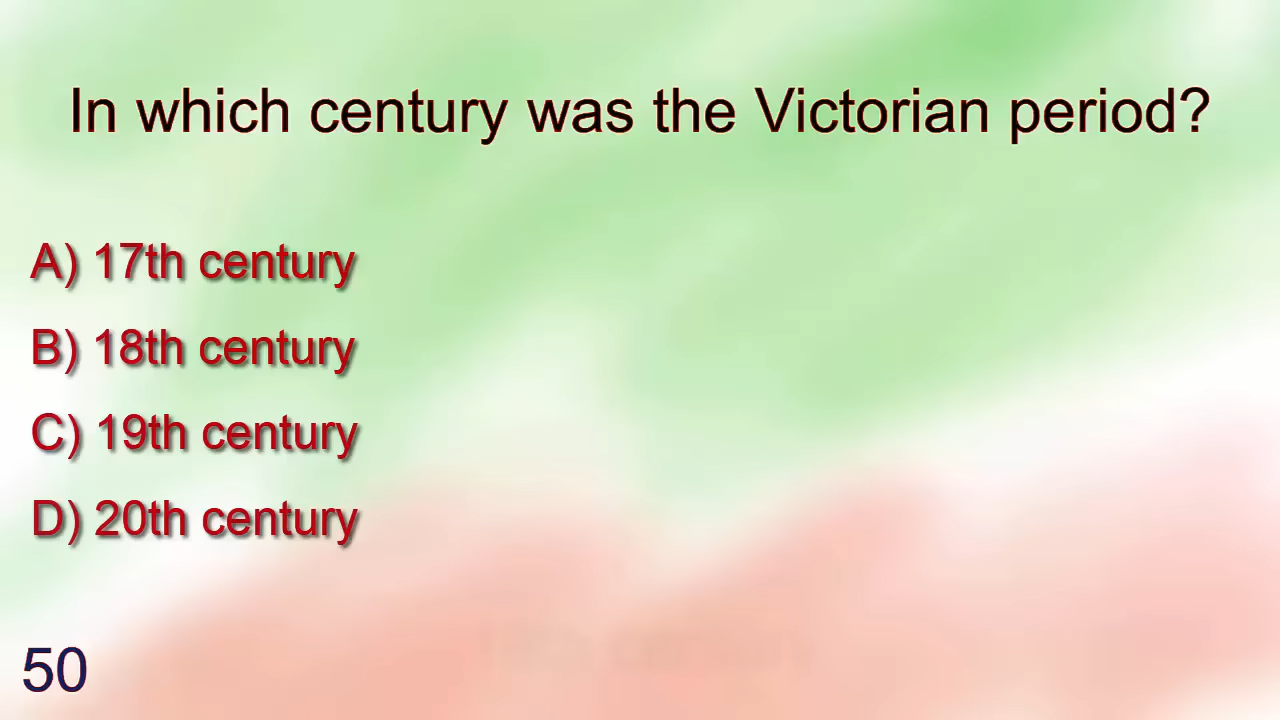 In which century was the Victorian period?
A) 17th century
B) 18th century
C) 19th century
D) 20th century
50